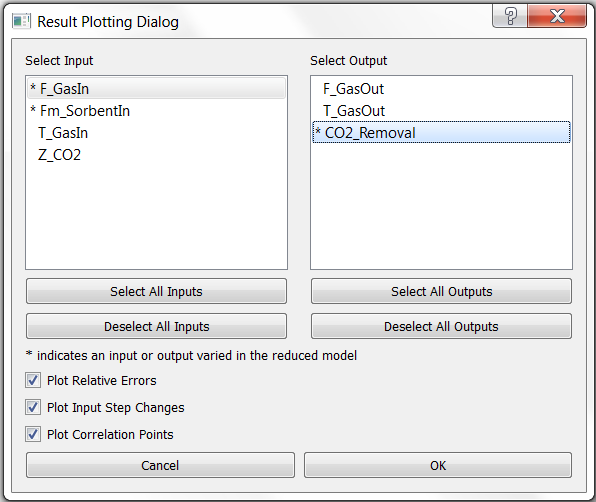 Result Plotting Dialog
Select Input
Select Output
* F_GasIn
* Fm_SorbentIn
T_GasIn
Z_CO2
F_GasOut
T_GasOut
* CO2_Removal
Select All Inputs
Select All Outputs
Deselect All Inputs
Deselect All Outputs
* indicates an input or output varied in the reduced model
Plot Relative Errors
Plot Input Step Changes
Plot Correlation Points
Cancel
OK